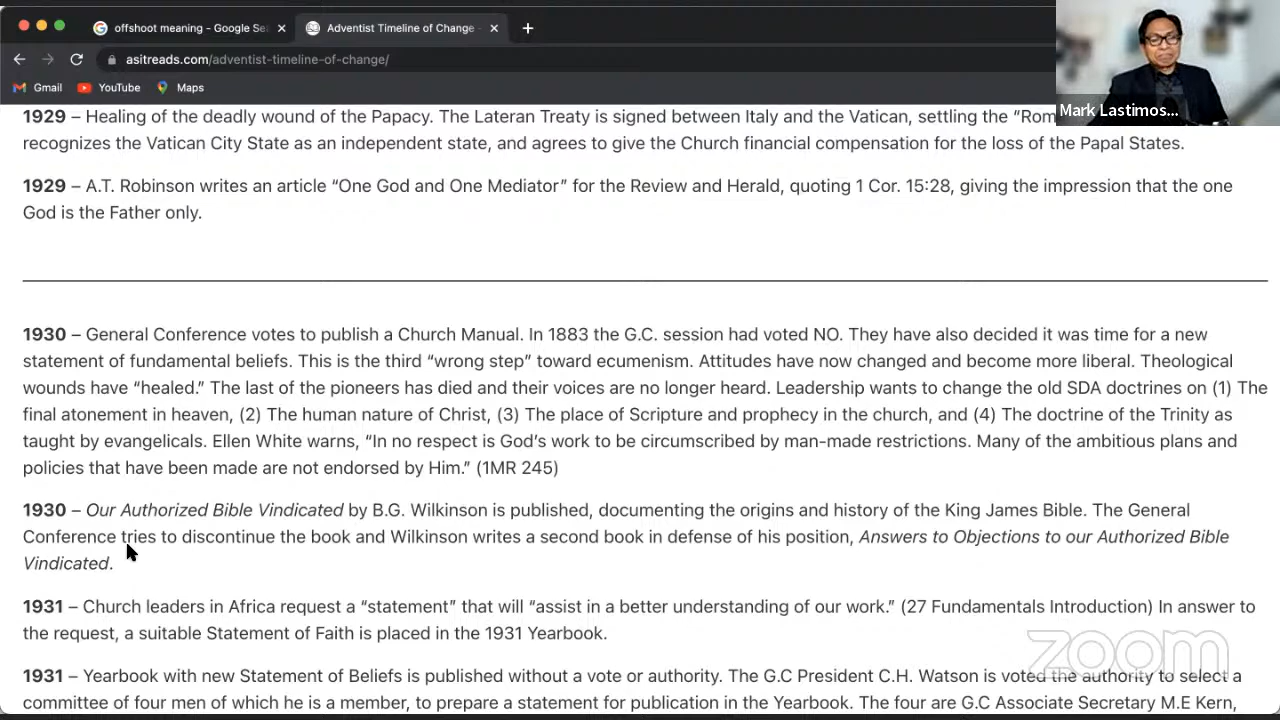 offshoot meaning - Google Se
Adventist Timeline of Change -
asitreads.com/adventist-timeline-of-change/
Gmail YouTube Maps
Mark Lastimos...
1929 – Healing of the deadly wound of the Papacy. The Lateran Treaty is signed between Italy and the Vatican, settling the “Rom
recognizes the Vatican City State as an independent state, and agrees to give the Church financial compensation for the loss of the Papal States.
1929 – A.T. Robinson writes an article “One God and One Mediator” for the Review and Herald, quoting 1 Cor. 15:28, giving the impression that the one
God is the Father only.
1930 – General Conference votes to publish a Church Manual. In 1883 the G.C. session had voted NO. They have also decided it was time for a new
statement of fundamental beliefs. This is the third “wrong step” toward ecumenism. Attitudes have now changed and become more liberal. Theological
wounds have “healed.” The last of the pioneers has died and their voices are no longer heard. Leadership wants to change the old SDA doctrines on (1) The
final atonement in heaven, (2) The human nature of Christ, (3) The place of Scripture and prophecy in the church, and (4) The doctrine of the Trinity as
taught by evangelicals. Ellen White warns, “In no respect is God’s work to be circumscribed by man-made restrictions. Many of the ambitious plans and
policies that have been made are not endorsed by Him.” (1MR 245)
1930 – Our Authorized Bible Vindicated by B.G. Wilkinson is published, documenting the origins and history of the King James Bible. The General
Conference tries to discontinue the book and Wilkinson writes a second book in defense of his position, Answers to Objections to our Authorized Bible
Vindicated.
1931 – Church leaders in Africa request a “statement” that will “assist in a better understanding of our work.” (27 Fundamentals Introduction) In answer to
the request, a suitable Statement of Faith is placed in the 1931 Yearbook.
zoom
1931 – Yearbook with new Statement of Beliefs is published without a vote or authority. The G.C President C.H. Watson is voted the authority to select a
committee of four men of which he is a member, to prepare a statement for publication in the Yearbook. The four are G.C Associate Secretary M.E Kern,